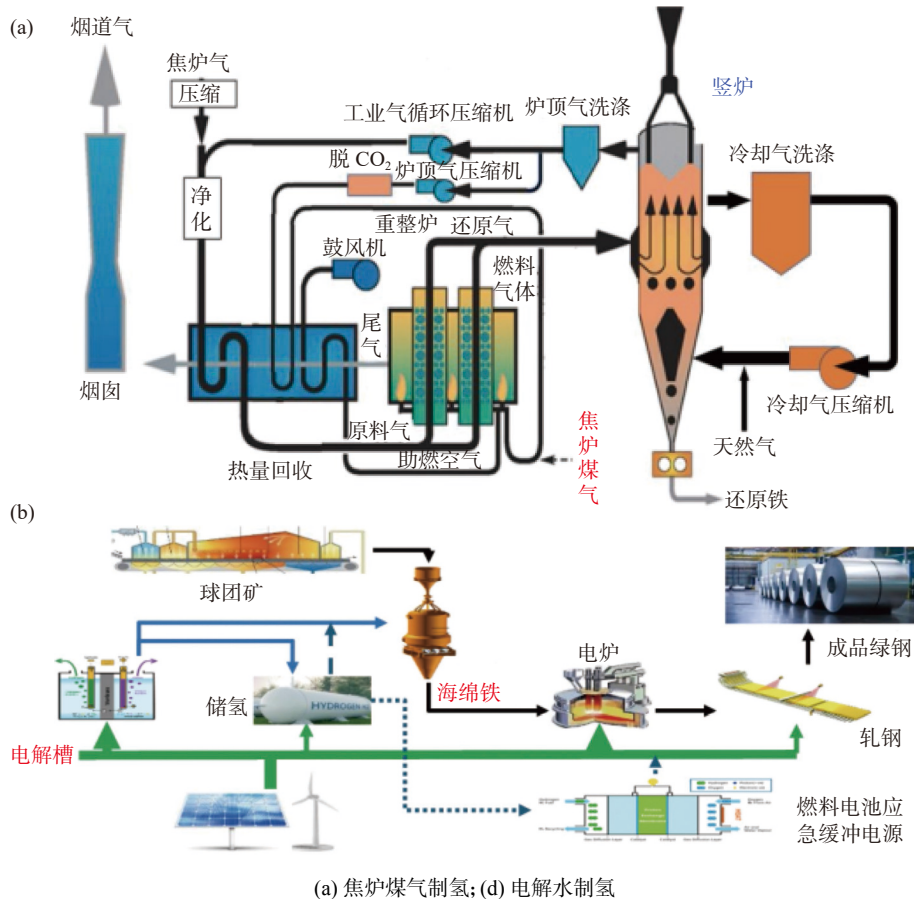 (a)
烟道气
焦炉气
压缩
工业气循环压缩机
炉顶气洗涤
竖炉
冷却气洗涤
脱 CO2
炉顶气压缩机
净
化
重整炉
还原气
鼓风机
燃料
气体
尾
气
烟囱
原料气
助燃空气
热量回收
焦
炉
煤
气
冷却气压缩机
天然气
还原铁
(b)
球团矿
成品绿钢
电炉
储氢
HYDROGEN
海绵铁
轧钢
电解槽
燃料电池应
急缓冲电源
(a) 焦炉煤气制氢; (d) 电解水制氢